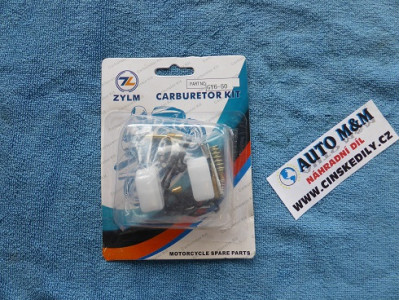 ZYLM
PART NO.
GY6-50
CARBURETOR KIT
MOTORCYCLE SPARE PARTS
AUTO M&M
NÁHRADNÍ DÍL
WWW.CINSKEDILY.CZ